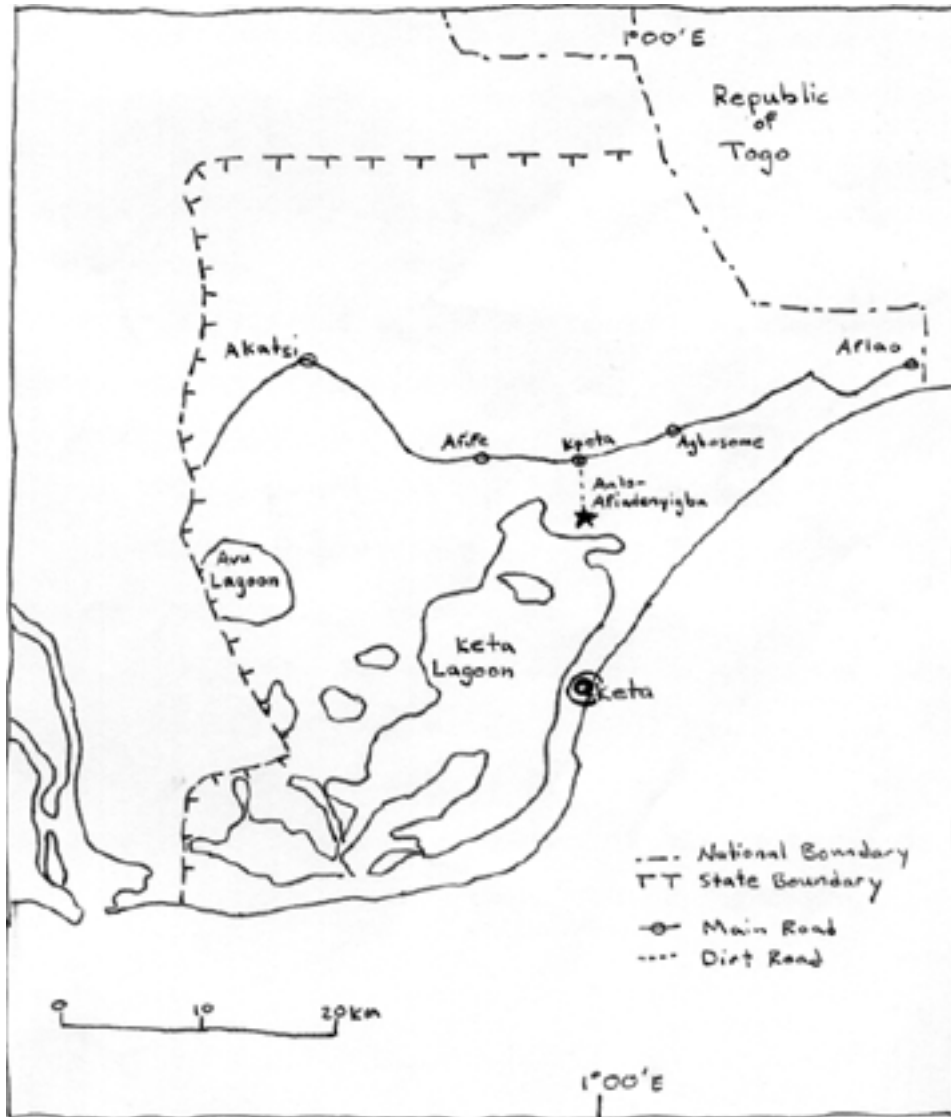 1°00'E
Republic
of
Togo
Akatsi
Aflao
Afife
Kpota
Agbosome
Anlo-
Afiadenyigba
Avu
Lagoon
Keta
Lagoon
Keta
National Boundary
State Boundary
Main Road
Dirt Road
0 10 20km
1°00'E